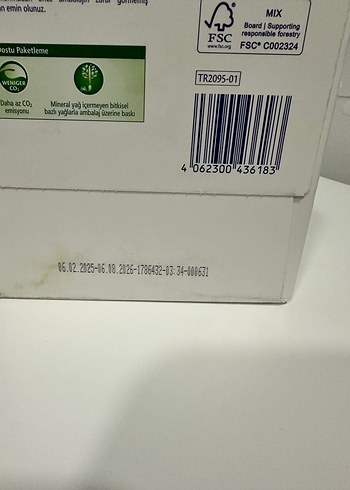 emin olunuz.
MIX
Board | Supporting
responsible forestry
FSC® C002324
FSC
www.fsc.org
ostu Paketleme
TR2095-01
WENIGER
CO₂
Daha az CO₂
emisyonu
Mineral yağ içermeyen bitkisel
bazlı yağlarla ambalaj üzerine baskı
4 062300 436183
06.02.2025-06.08.2026-1786432-03:34-000631